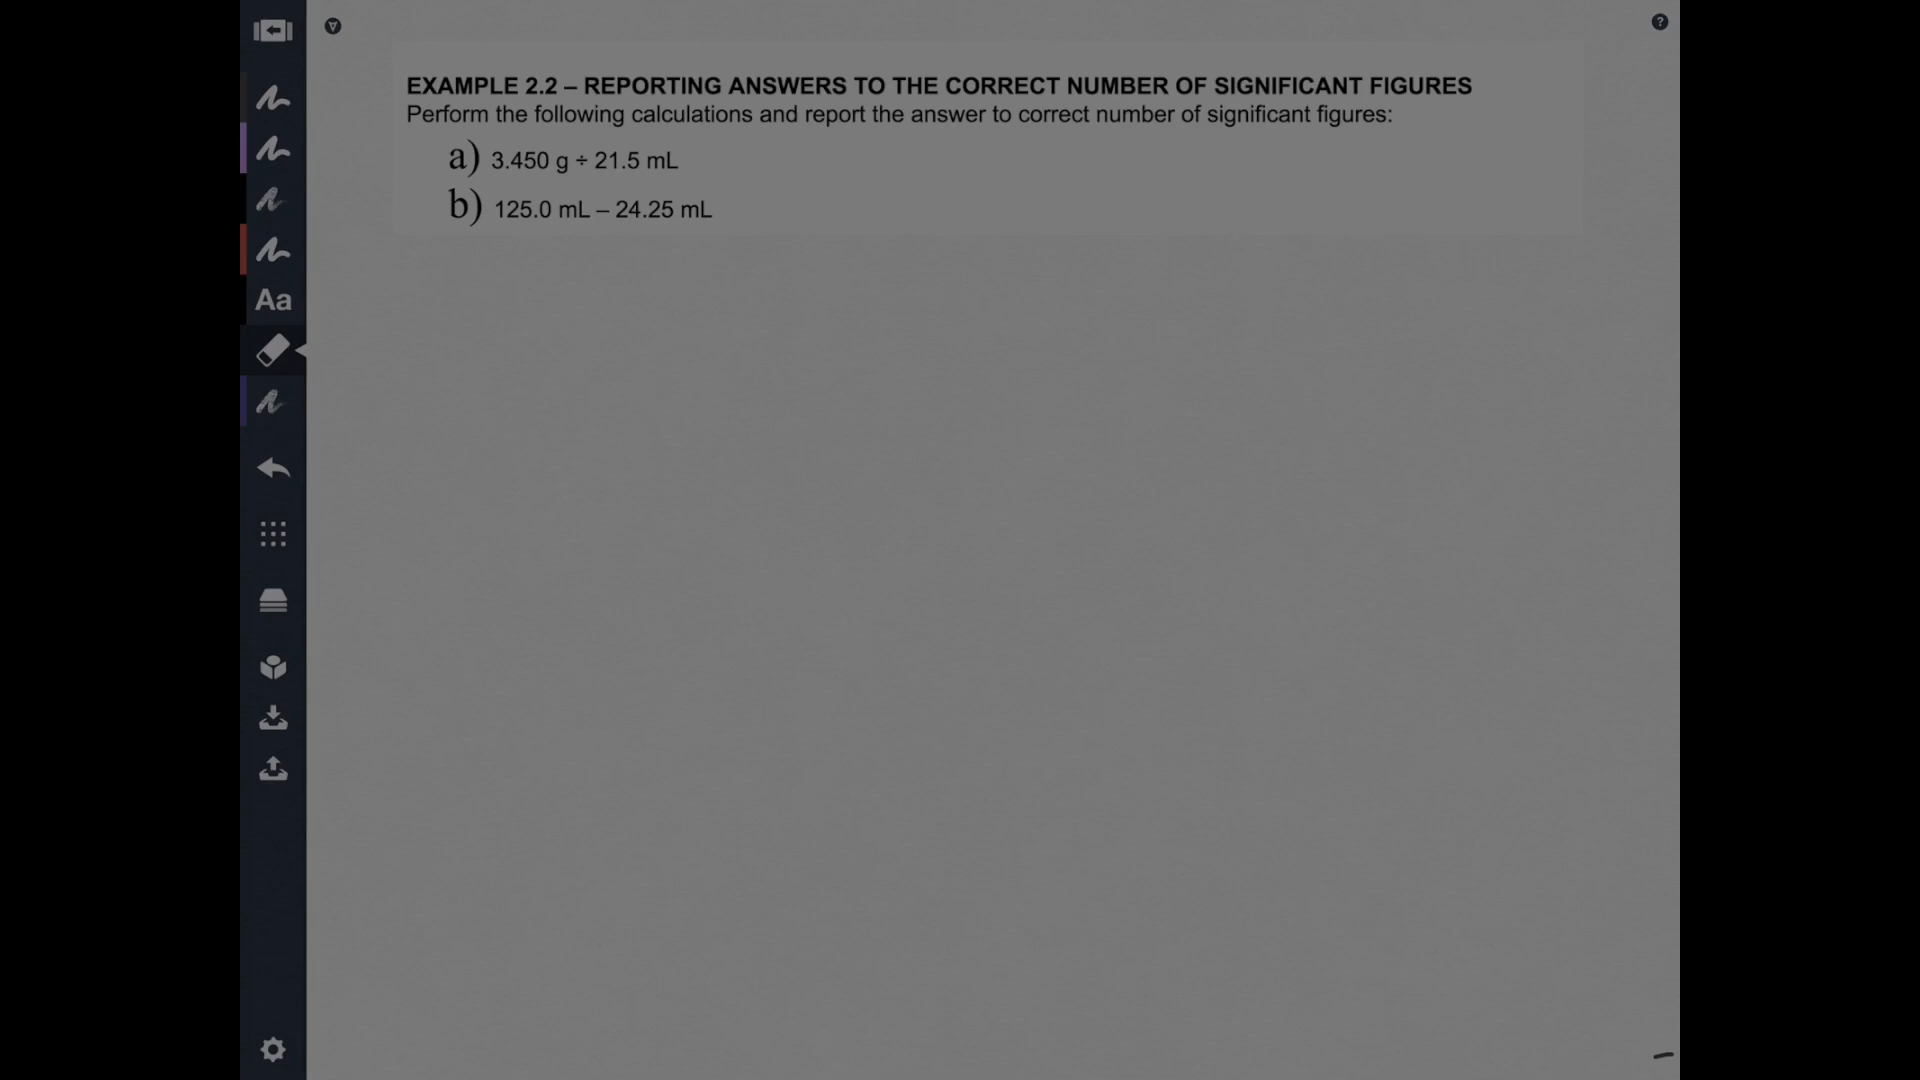 EXAMPLE 2.2 – REPORTING ANSWERS TO THE CORRECT NUMBER OF SIGNIFICANT FIGURES
Perform the following calculations and report the answer to correct number of significant figures:
a) 3.450 g ÷ 21.5 mL
b) 125.0 mL – 24.25 mL
Aa